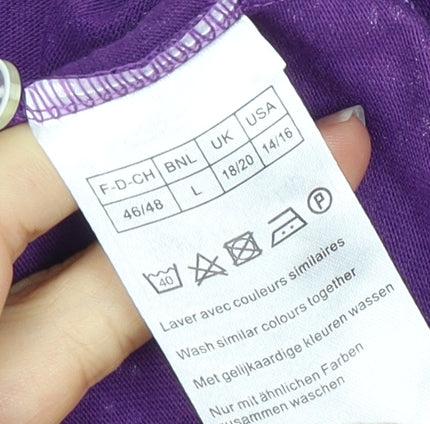 F-D-CH BNL UK USA
46/48 L 18/20 14/16
40 P
Laver avec couleurs similaires
Wash similar colours together
Met gelijkaardige kleuren wassen
Nur mit ähnlichen Farben
zusammen waschen